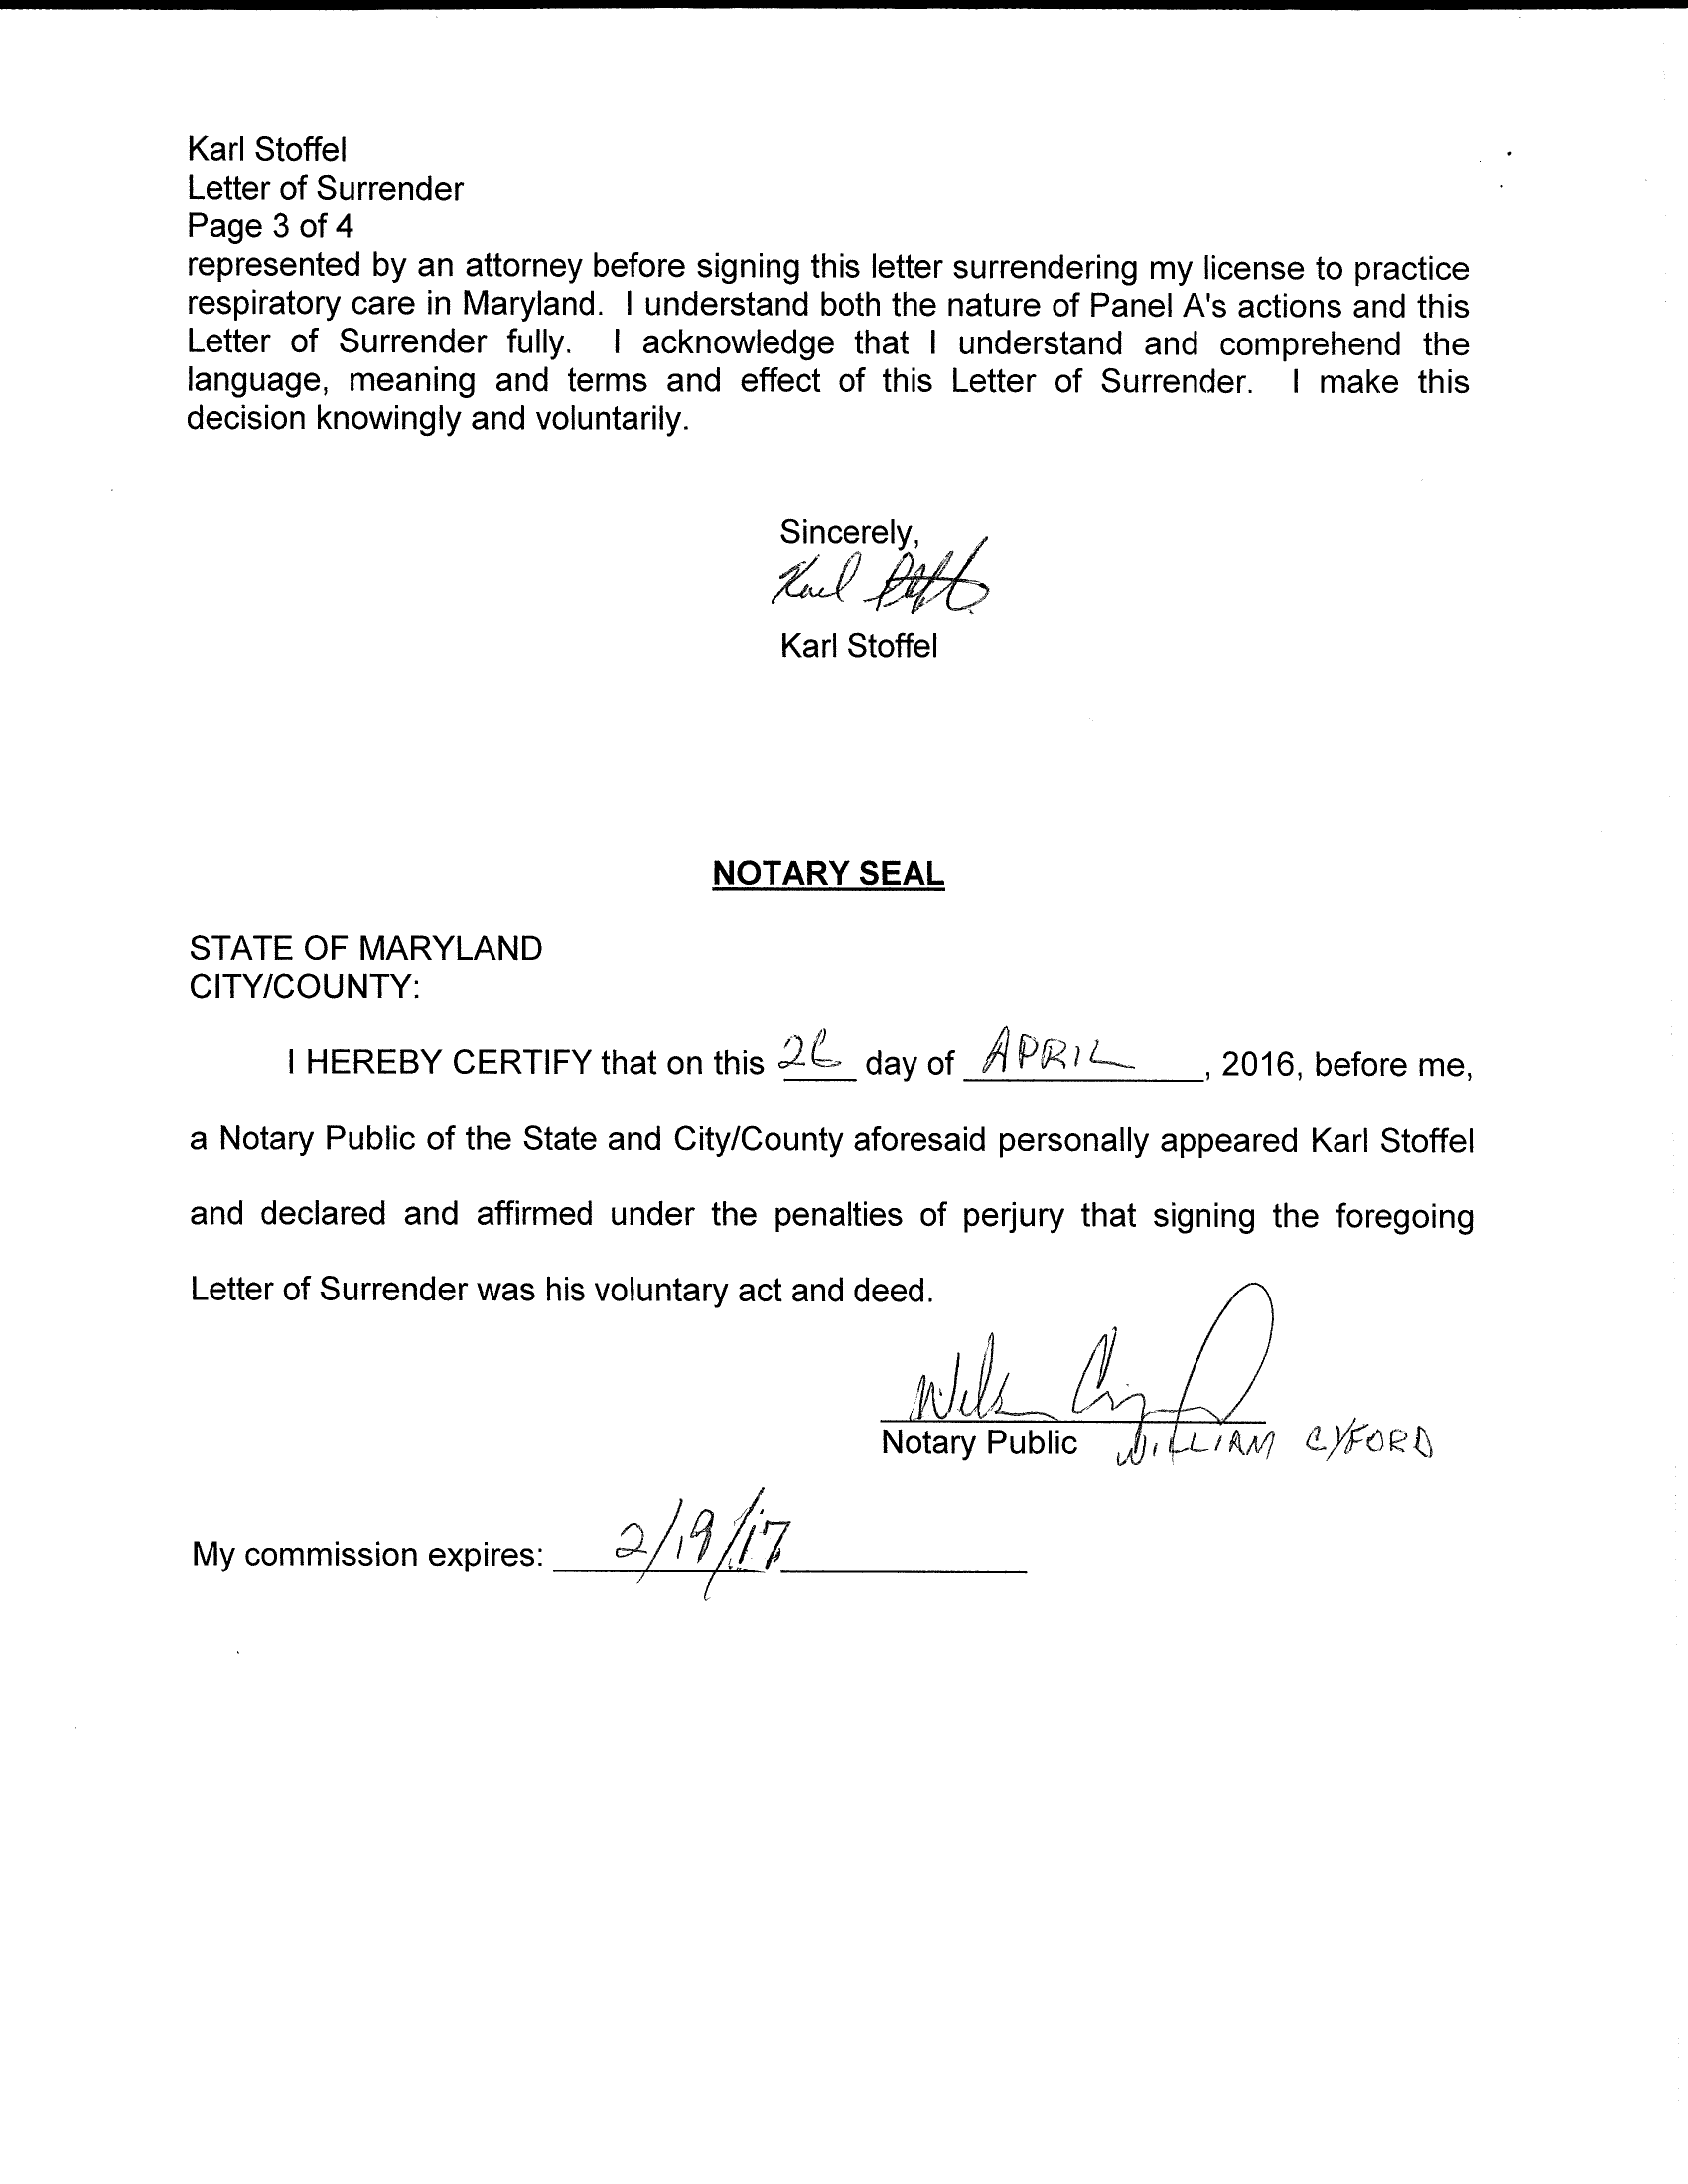 Karl Stoffel
Letter of Surrender
Page 3 of 4
represented by an attorney before signing this letter surrendering my license to practice
respiratory care in Maryland. I understand both the nature of Panel A's actions and this
Letter of Surrender fully. I acknowledge that I understand and comprehend the
language, meaning and terms and effect of this Letter of Surrender. I make this
decision knowingly and voluntarily.
Sincerely,
Karl Stoffel
NOTARY SEAL
STATE OF MARYLAND
CITY/COUNTY:
I HEREBY CERTIFY that on this 26 day of APRIL, 2016, before me,
a Notary Public of the State and City/County aforesaid personally appeared Karl Stoffel
and declared and affirmed under the penalties of perjury that signing the foregoing
Letter of Surrender was his voluntary act and deed.
Notary Public WILLIAM CYFORD
My commission expires: 2/19/17